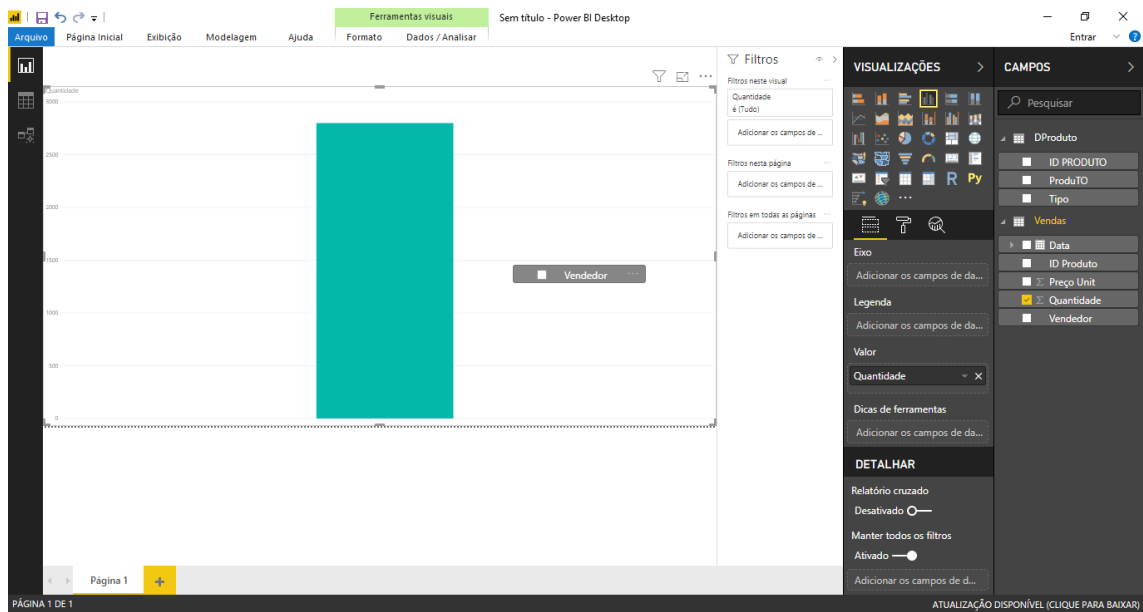 Ferramentas visuais
Sem título - Power BI Desktop
Arquivo
Página Inicial
Exibição
Modelagem
Ajuda
Formato
Dados / Analisar
Entrar
?
Quantidade
3000
2500
2000
1500
1000
500
0
Vendedor
Filtros
Filtros neste visual
Quantidade
é (Tudo)
Adicionar os campos de ...
Filtros nesta página
Adicionar os campos de ...
Filtros em todas as páginas
Adicionar os campos de ...
VISUALIZAÇÕES
R Py
Eixo
Adicionar os campos de da...
Legenda
Adicionar os campos de da...
Valor
Quantidade
Dicas de ferramentas
Adicionar os campos de da...
DETALHAR
Relatório cruzado
Desativado
Manter todos os filtros
Ativado
Adicionar os campos de d...
CAMPOS
Pesquisar
DProduto
ID PRODUTO
ProduTO
Tipo
Vendas
Data
ID Produto
Σ Preço Unit
Σ Quantidade
Vendedor
Página 1
+
PÁGINA 1 DE 1
ATUALIZAÇÃO DISPONÍVEL (CLIQUE PARA BAIXAR)